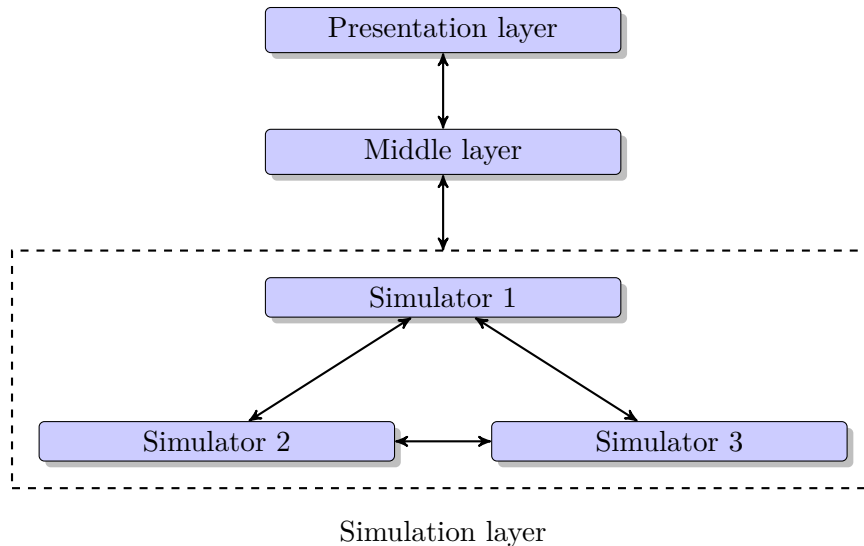 Presentation layer
Middle layer
Simulator 1
Simulator 2
Simulator 3
Simulation layer